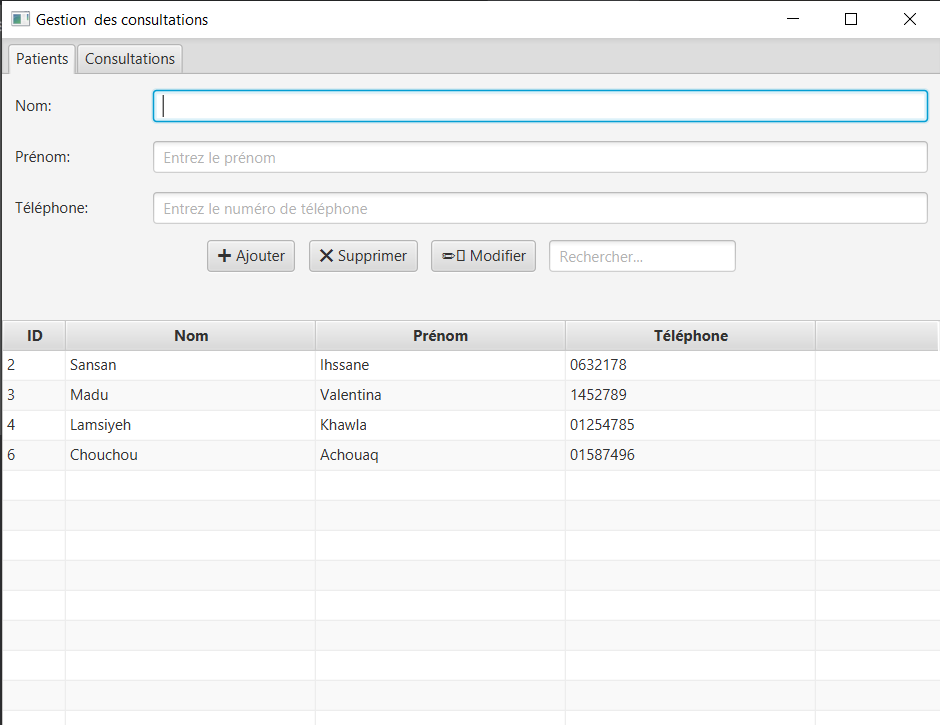 Gestion  des consultations
Patients Consultations
Nom:
Prénom: Entrez le prénom
Téléphone: Entrez le numéro de téléphone
➕ Ajouter ❌ Supprimer ✏️ Modifier Rechercher...
ID Nom Prénom Téléphone
2 Sansan Ihssane 0632178
3 Madu Valentina 1452789
4 Lamsiyeh Khawla 01254785
6 Chouchou Achouaq 01587496